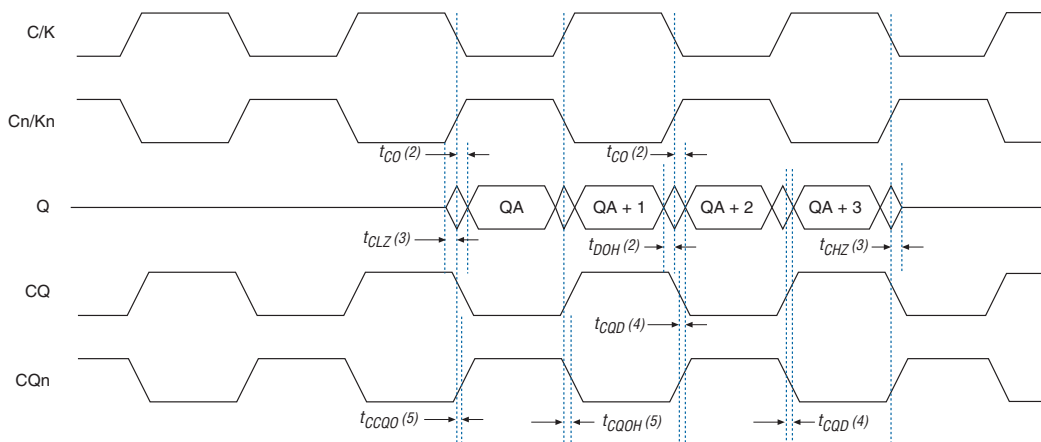 C/K
Cn/Kn
tCO (2)
tCO (2)
Q
QA
QA + 1
QA + 2
QA + 3
tCLZ (3)
tDOH (2)
tCHZ (3)
CQ
tCQD (4)
CQn
tCCQO (5)
tCQOH (5)
tCQD (4)